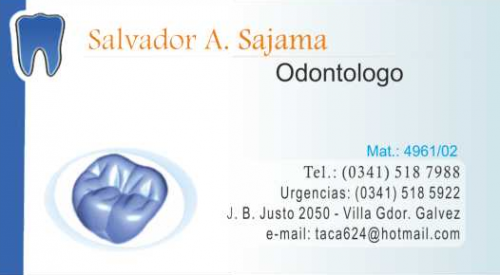 Salvador A. Sajama
Odontologo
Mat.: 4961/02
Tel.: (0341) 518 7988
Urgencias: (0341) 518 5922
J. B. Justo 2050 - Villa Gdor. Galvez
e-mail: taca624@hotmail.com